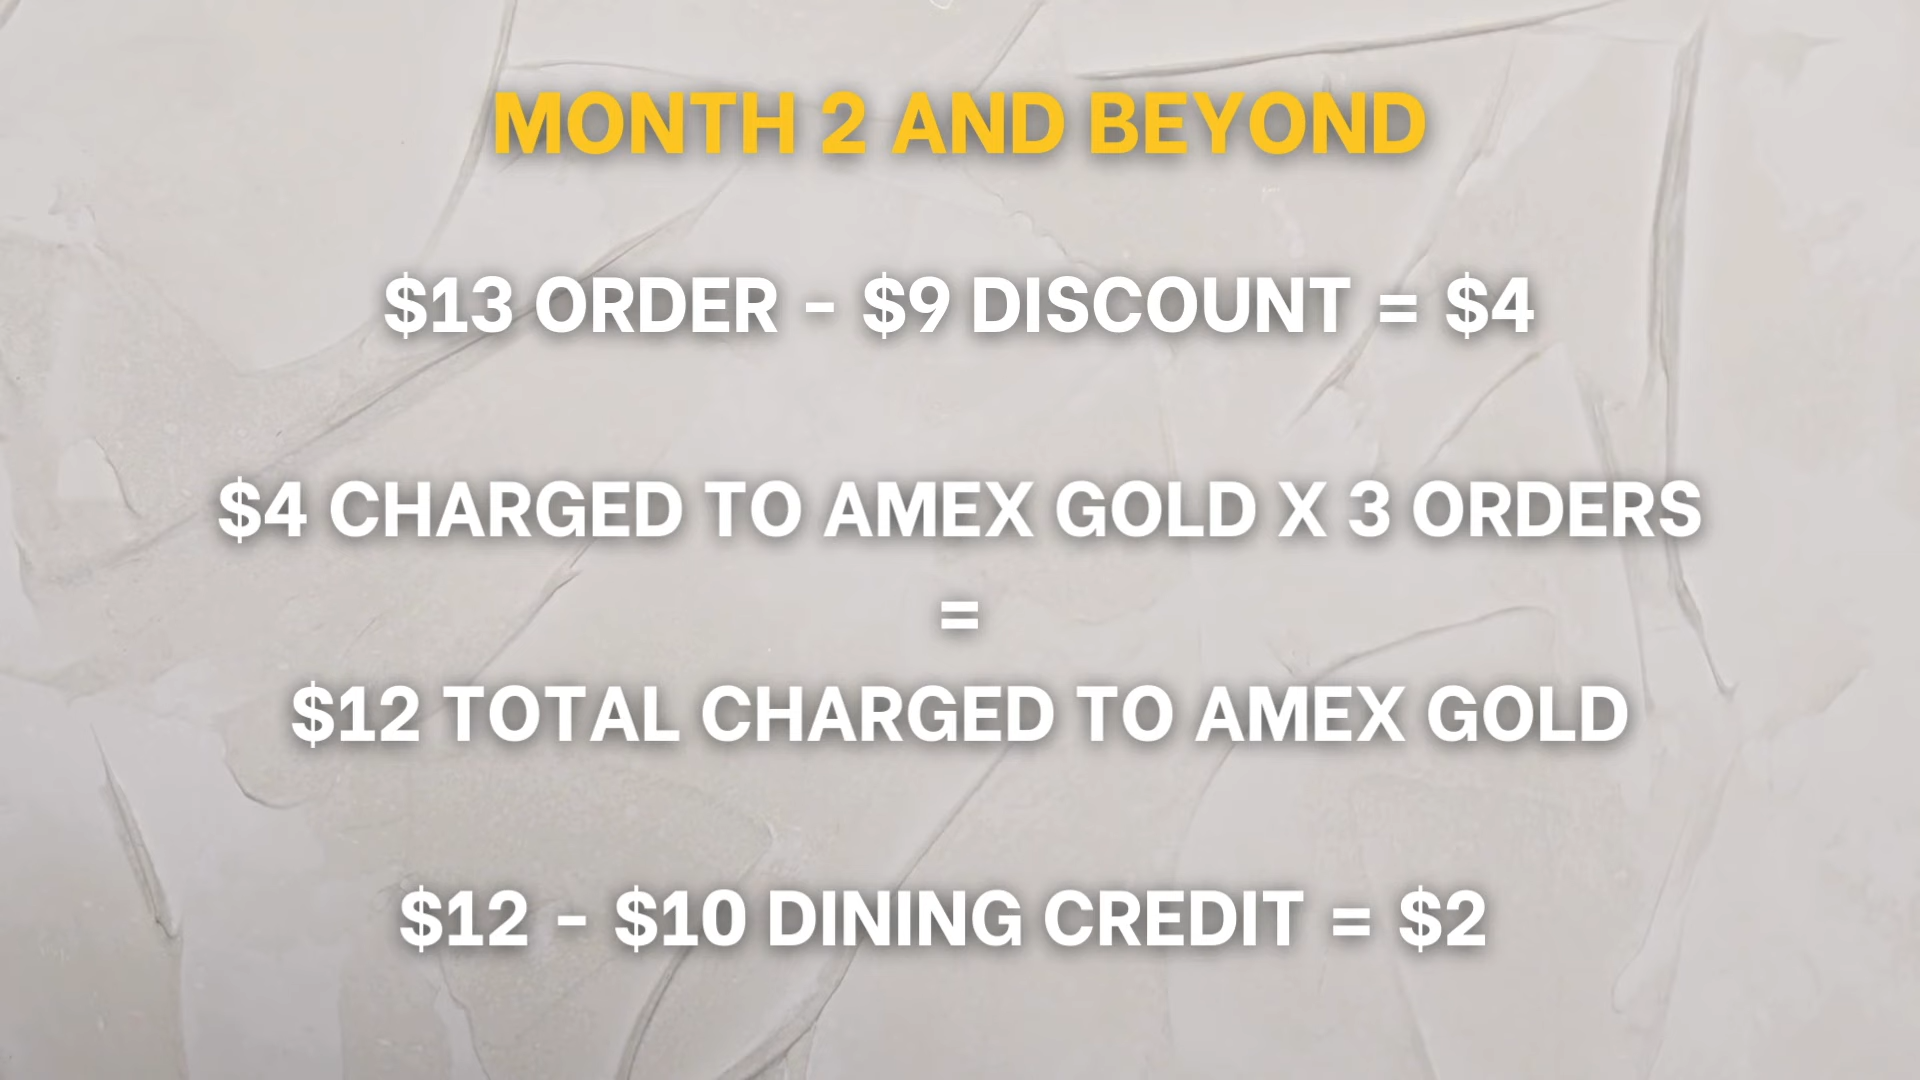 MONTH 2 AND BEYOND
$13 ORDER - $9 DISCOUNT = $4
$4 CHARGED TO AMEX GOLD X 3 ORDERS
=
$12 TOTAL CHARGED TO AMEX GOLD
$12 - $10 DINING CREDIT = $2